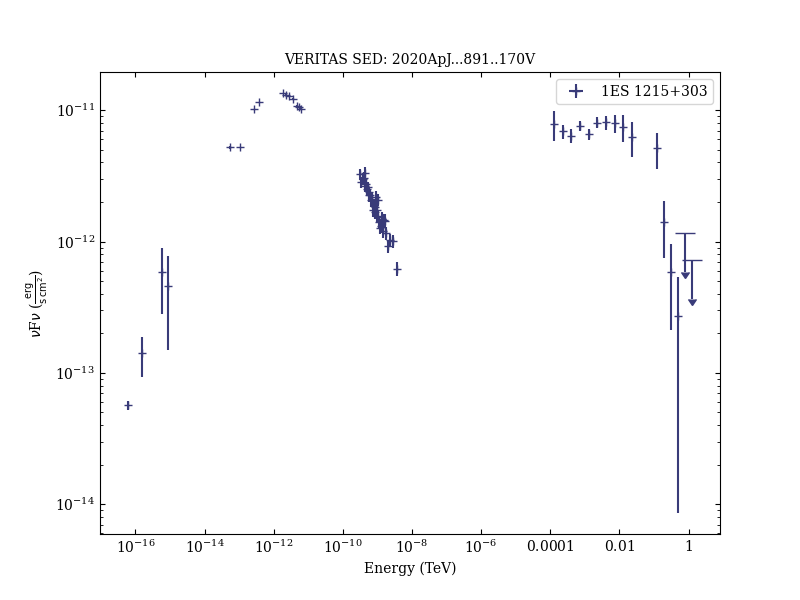 VERITAS SED: 2020ApJ...891..170V
1ES 1215+303
νFν (erg / s cm²)
10⁻¹¹
10⁻¹²
10⁻¹³
10⁻¹⁴
10⁻¹⁶ 10⁻¹⁴ 10⁻¹² 10⁻¹⁰ 10⁻⁸ 10⁻⁶ 0.0001 0.01 1
Energy (TeV)